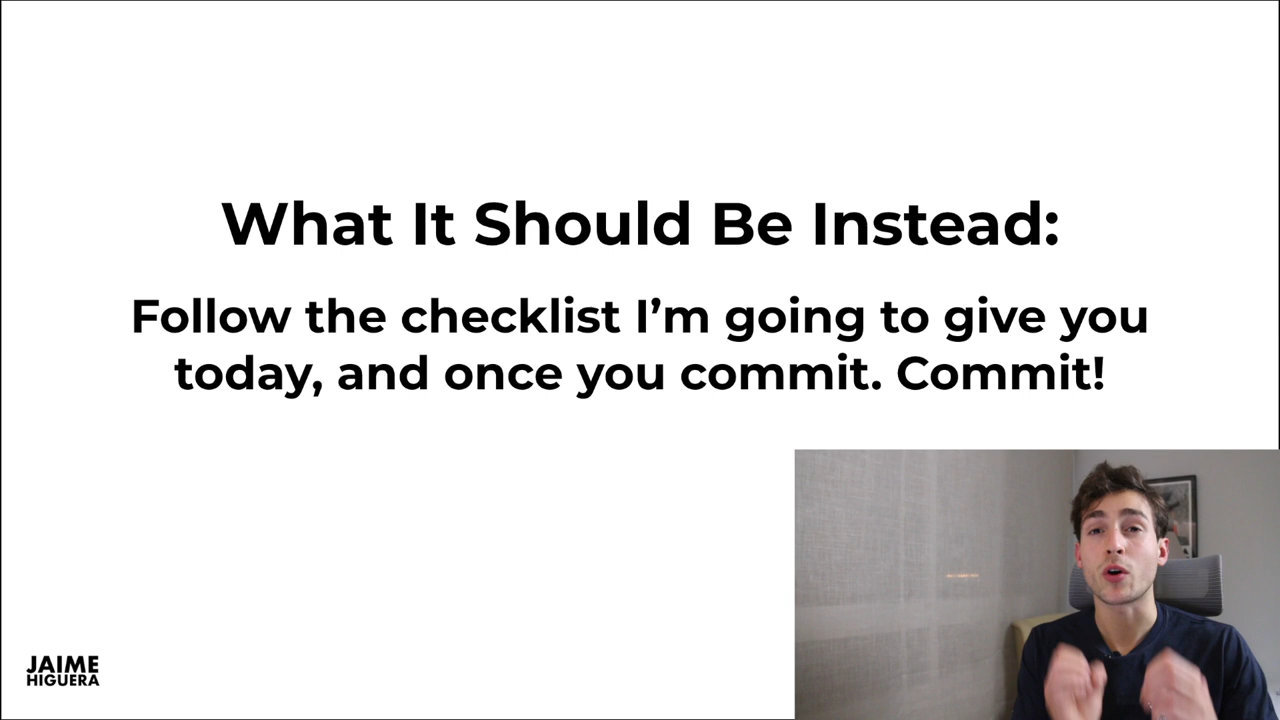 What It Should Be Instead:
Follow the checklist I’m going to give you
today, and once you commit. Commit!
JAIME
HIGUERA